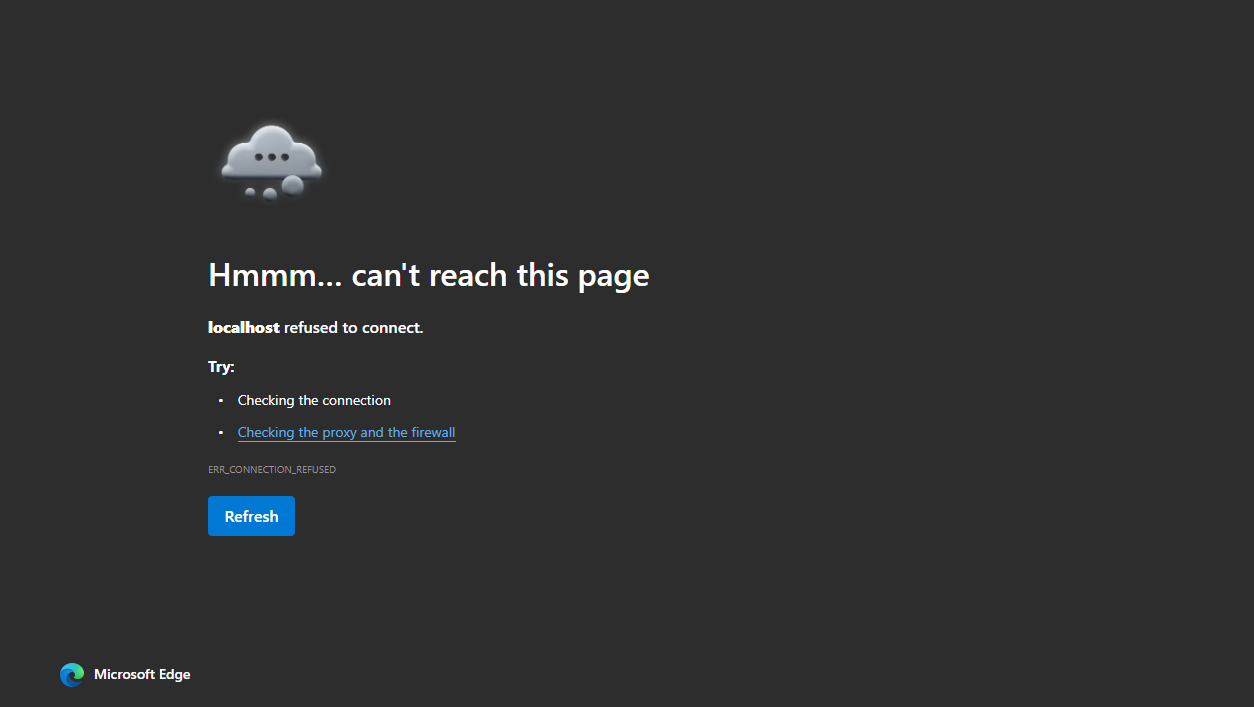 Hmmm... can't reach this page
localhost refused to connect.
Try:
• Checking the connection
• Checking the proxy and the firewall
ERR_CONNECTION_REFUSED
Refresh
Microsoft Edge